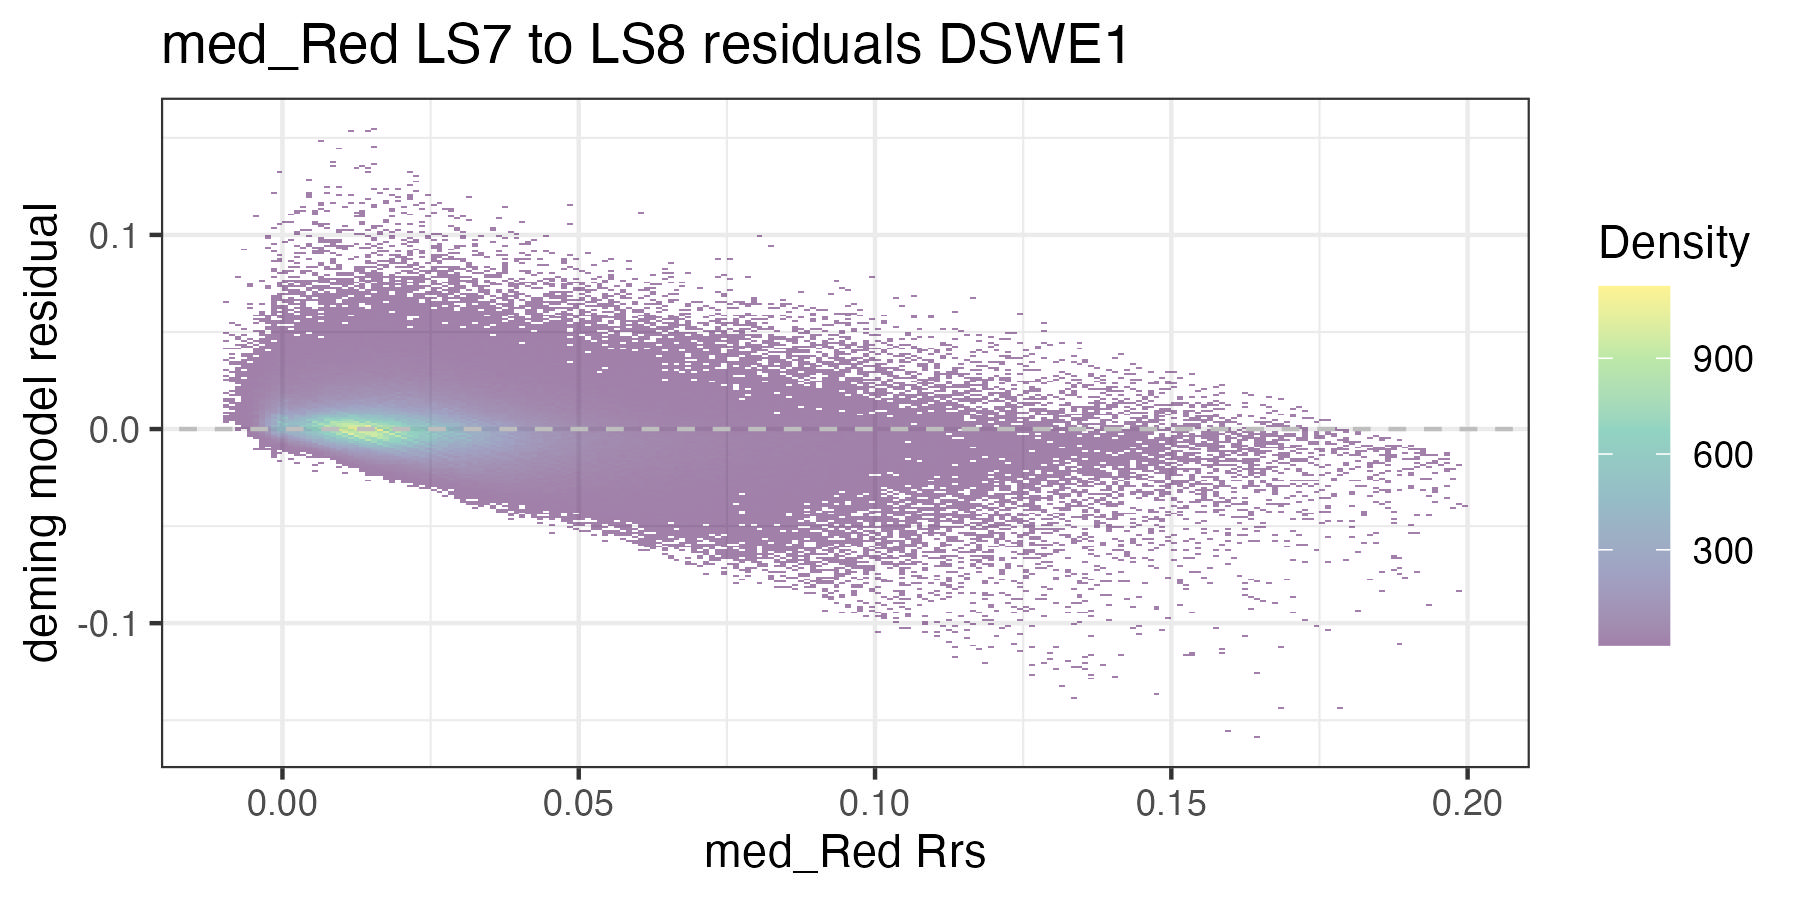 med_Red LS7 to LS8 residuals DSWE1
deming model residual
0.1
0.0
-0.1
0.00
0.05
0.10
0.15
0.20
med_Red Rrs
Density
900
600
300